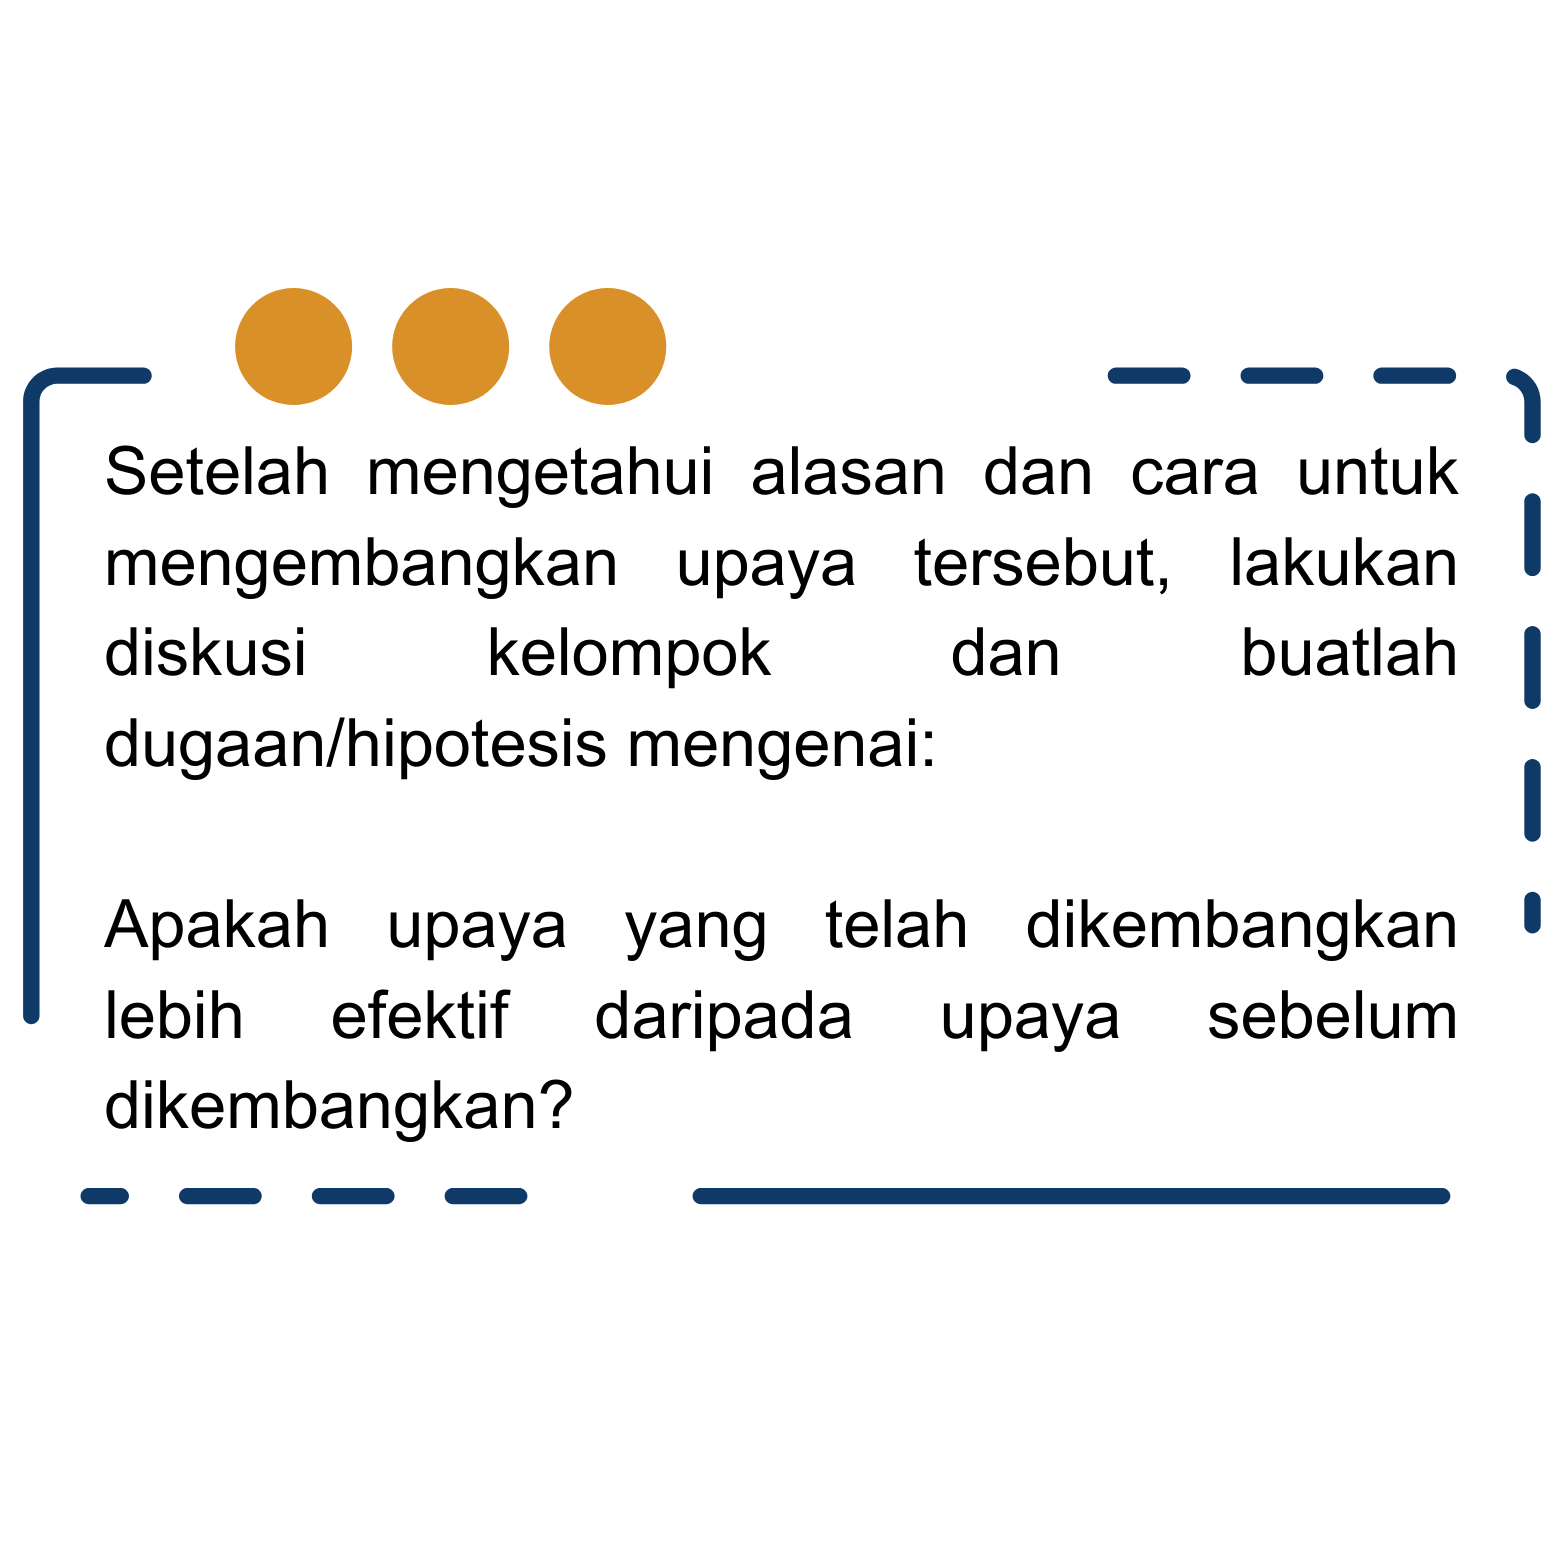 Setelah mengetahui alasan dan cara untuk
mengembangkan upaya tersebut, lakukan
diskusi kelompok dan buatlah
dugaan/hipotesis mengenai:
Apakah upaya yang telah dikembangkan
lebih efektif daripada upaya sebelum
dikembangkan?